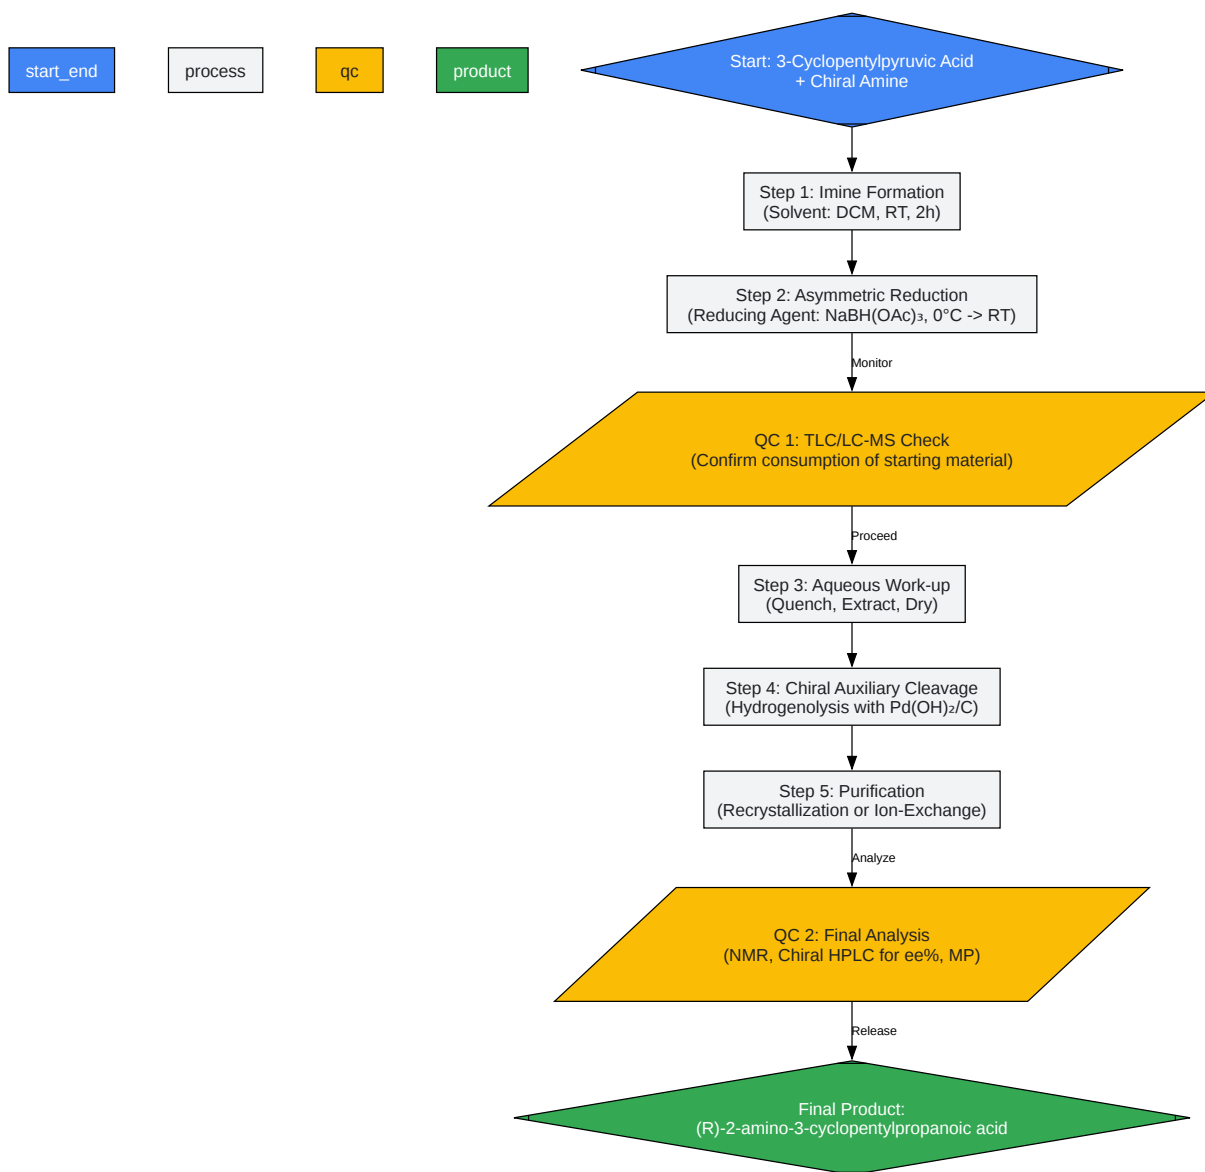 start_end
process
qc
product
Start: 3-Cyclopentylpyruvic Acid
+ Chiral Amine
Step 1: Imine Formation
(Solvent: DCM, RT, 2h)
Step 2: Asymmetric Reduction
(Reducing Agent: NaBH(OAc)₃, 0°C -> RT)
Monitor
QC 1: TLC/LC-MS Check
(Confirm consumption of starting material)
Proceed
Step 3: Aqueous Work-up
(Quench, Extract, Dry)
Step 4: Chiral Auxiliary Cleavage
(Hydrogenolysis with Pd(OH)₂/C)
Step 5: Purification
(Recrystallization or Ion-Exchange)
Analyze
QC 2: Final Analysis
(NMR, Chiral HPLC for ee%, MP)
Release
Final Product:
(R)-2-amino-3-cyclopentylpropanoic acid